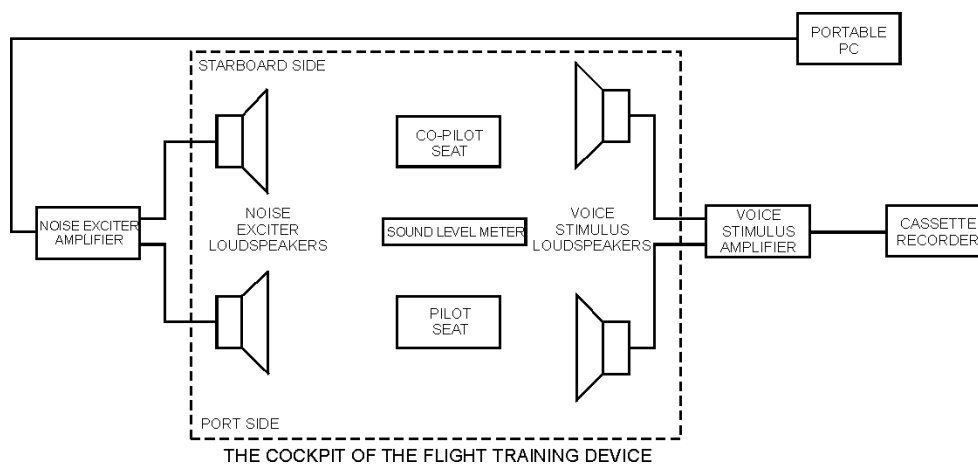 PORTABLE
PC
STARBOARD SIDE
CO-PILOT
SEAT
NOISE EXCITER
AMPLIFIER
NOISE
EXCITER
LOUDSPEAKERS
SOUND LEVEL METER
VOICE
STIMULUS
LOUDSPEAKERS
VOICE
STIMULUS
AMPLIFIER
CASSETTE
RECORDER
PILOT
SEAT
PORT SIDE
THE COCKPIT OF THE FLIGHT TRAINING DEVICE